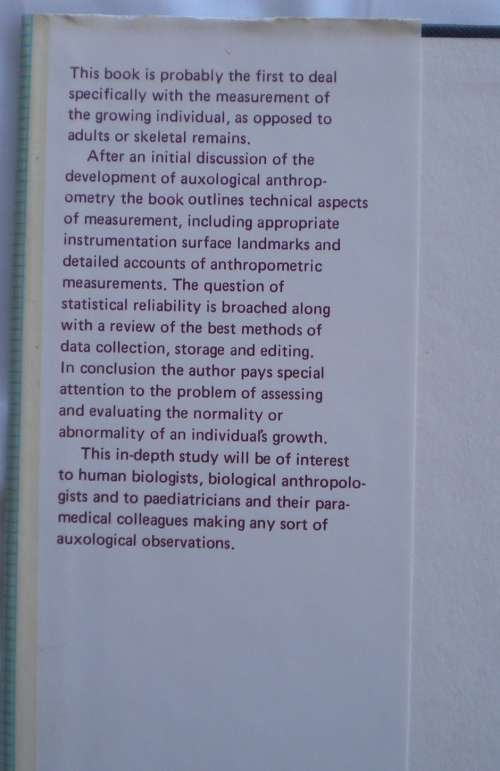 This book is probably the first to deal
specifically with the measurement of
the growing individual, as opposed to
adults or skeletal remains.
After an initial discussion of the
development of auxological anthrop-
ometry the book outlines technical aspects
of measurement, including appropriate
instrumentation surface landmarks and
detailed accounts of anthropometric
measurements. The question of
statistical reliability is broached along
with a review of the best methods of
data collection, storage and editing.
In conclusion the author pays special
attention to the problem of assessing
and evaluating the normality or
abnormality of an individual's growth.
This in-depth study will be of interest
to human biologists, biological anthropolo-
gists and to paediatricians and their para-
medical colleagues making any sort of
auxological observations.